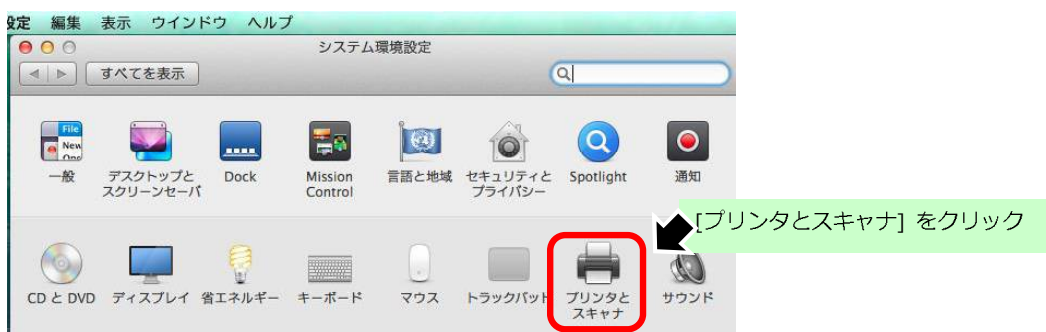 設定 編集 表示 ウインドウ ヘルプ
システム環境設定
すべてを表示
File
New
One
一般
デスクトップと
スクリーンセーバ
Dock
Mission
Control
言語と地域
セキュリティと
プライバシー
Spotlight
通知
[プリンタとスキャナ] をクリック
CD と DVD
ディスプレイ
省エネルギー
キーボード
マウス
トラックパッド
プリンタと
スキャナ
サウンド